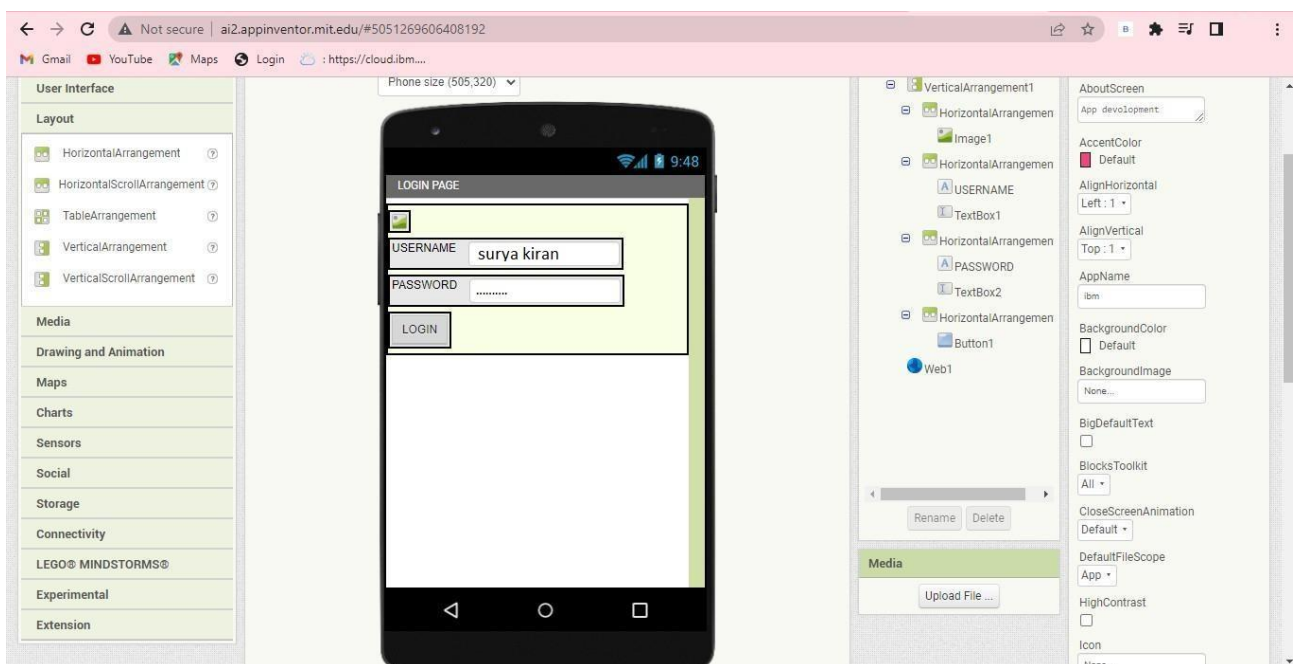 Not secure | ai2.appinventor.mit.edu/#5051269606408192
Gmail YouTube Maps Login : https://cloud.ibm....
User Interface
Layout
HorizontalArrangement
HorizontalScrollArrangement
TableArrangement
VerticalArrangement
VerticalScrollArrangement
Media
Drawing and Animation
Maps
Charts
Sensors
Social
Storage
Connectivity
LEGO® MINDSTORMS®
Experimental
Extension
Phone size (505,320)
9:48
LOGIN PAGE
USERNAME surya kiran
PASSWORD ..........
LOGIN
VerticalArrangement1
HorizontalArrangemen
Image1
HorizontalArrangemen
USERNAME
TextBox1
HorizontalArrangemen
PASSWORD
TextBox2
HorizontalArrangemen
Button1
Web1
Rename Delete
Media
Upload File ...
AboutScreen
App devolopment
AccentColor
Default
AlignHorizontal
Left : 1
AlignVertical
Top : 1
AppName
ibm
BackgroundColor
Default
BackgroundImage
None...
BigDefaultText
BlocksToolkit
All
CloseScreenAnimation
Default
DefaultFileScope
App
HighContrast
Icon
None...